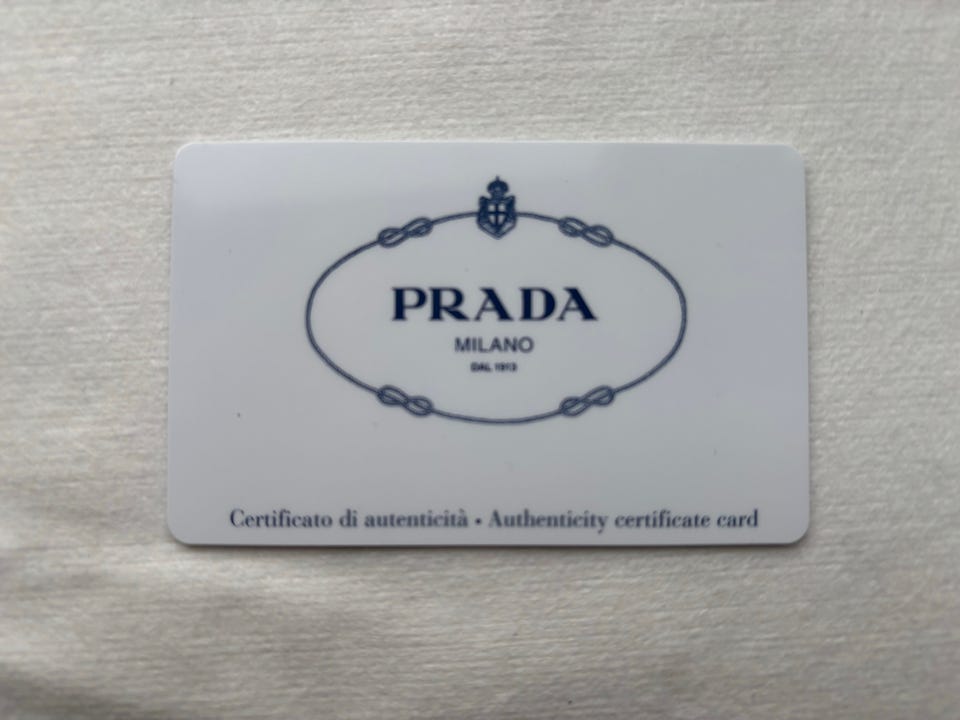 PRADA
MILANO
DAL 1913
Certificato di autenticità • Authenticity certificate card